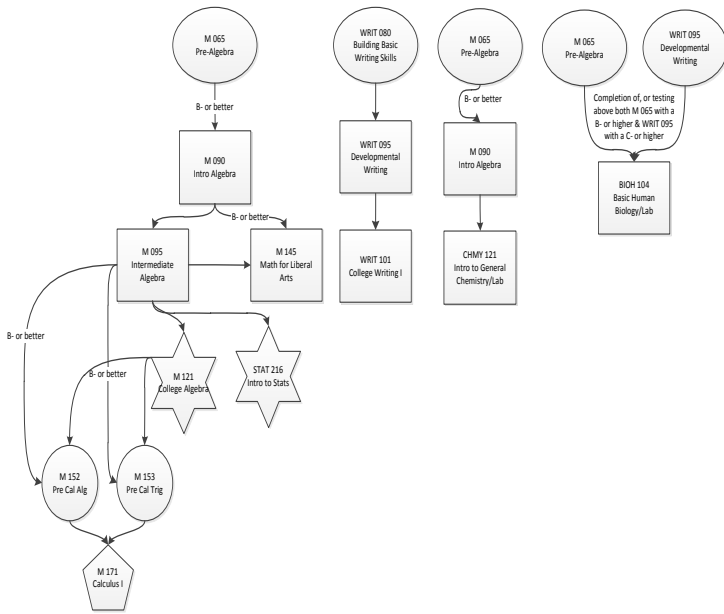 M 065
Pre-Algebra
B- or better
M 090
Intro Algebra
B- or better
M 095
Intermediate
Algebra
M 145
Math for Liberal
Arts
B- or better
B- or better
M 121
College Algebra
STAT 216
Intro to Stats
M 152
Pre Cal Alg
M 153
Pre Cal Trig
M 171
Calculus I
WRIT 080
Building Basic
Writing Skills
WRIT 095
Developmental
Writing
WRIT 101
College Writing I
M 065
Pre-Algebra
B- or better
M 090
Intro Algebra
CHMY 121
Intro to General
Chemistry/Lab
M 065
Pre-Algebra
WRIT 095
Developmental
Writing
Completion of, or testing
above both M 065 with a
B- or higher & WRIT 095
with a C- or higher
BIOH 104
Basic Human
Biology/Lab